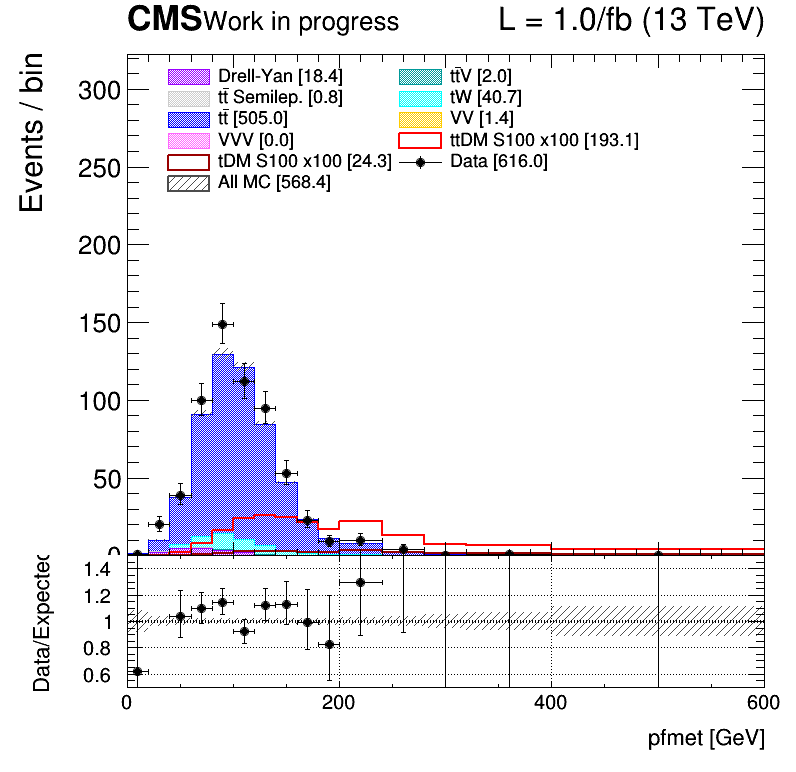 CMS Work in progress L = 1.0/fb (13 TeV)
Events / bin
300
250
200
150
100
50
0
Drell-Yan [18.4] tt̄V [2.0]
tt̄ Semilep. [0.8] tW [40.7]
tt̄ [505.0] VV [1.4]
VVV [0.0] ttDM S100 x100 [193.1]
tDM S100 x100 [24.3] Data [616.0]
All MC [568.4]
Data/Expected
1.4
1.2
1
0.8
0.6
0 200 400 600
pfmet [GeV]